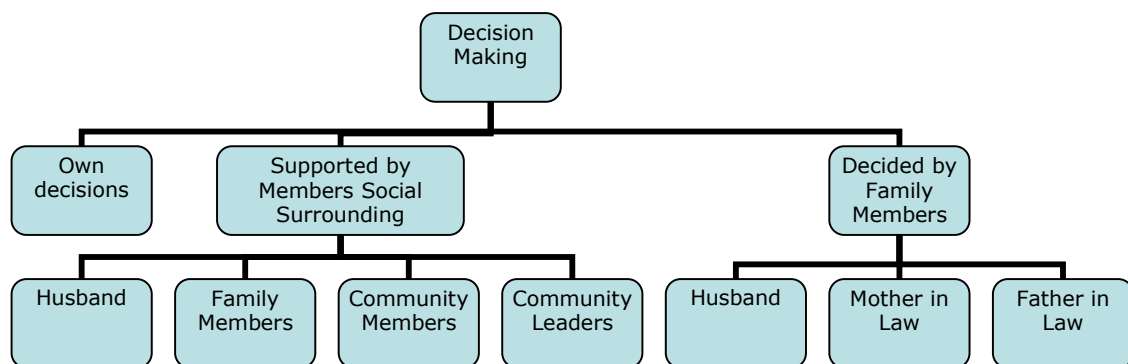 Decision
Making
Own
decisions
Supported by
Members Social
Surrounding
Decided by
Family
Members
Husband
Family
Members
Community
Members
Community
Leaders
Husband
Mother in
Law
Father in
Law